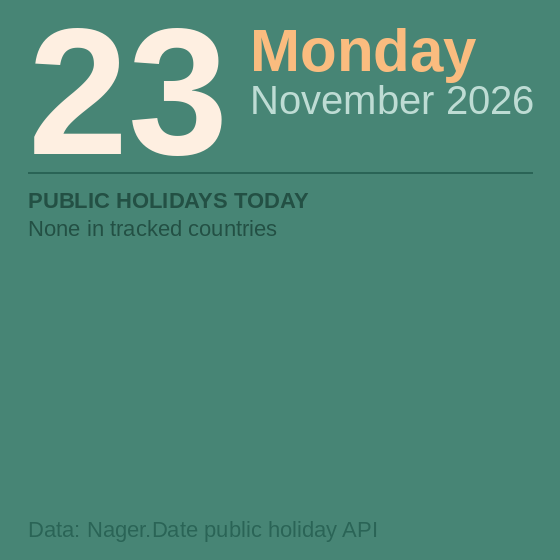 23
Monday
November 2026
PUBLIC HOLIDAYS TODAY
None in tracked countries
Data: Nager.Date public holiday API